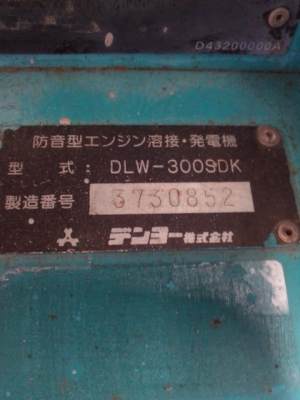 D43200000A
防音型エンジン溶接・発電機
型 式: DLW-300SDK
製造番号 3730852
デンヨー株式会社